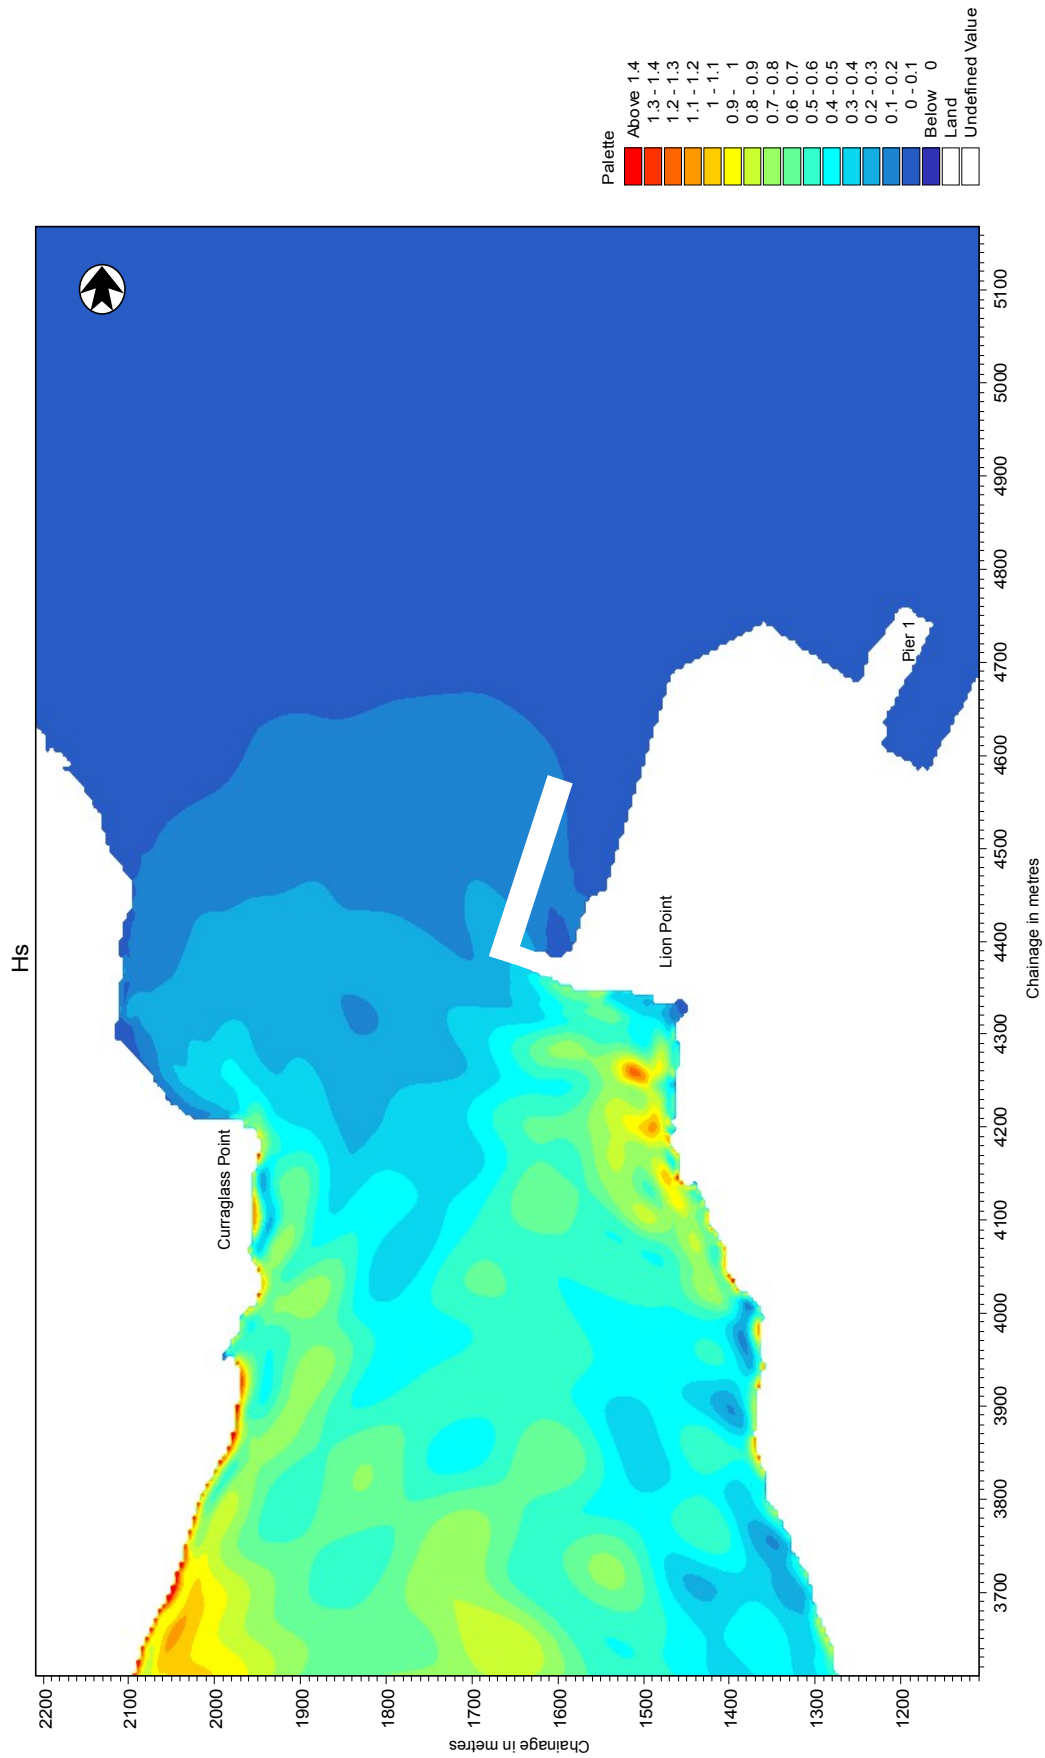 Hs
Palette
Above 1.4
1.3 - 1.4
1.2 - 1.3
1.1 - 1.2
1 - 1.1
0.9 - 1
0.8 - 0.9
0.7 - 0.8
0.6 - 0.7
0.5 - 0.6
0.4 - 0.5
0.3 - 0.4
0.2 - 0.3
0.1 - 0.2
0 - 0.1
Below 0
Land
Undefined Value
Curraglass Point
Lion Point
Pier 1
Chainage in metres
2200
2100
2000
1900
1800
1700
1600
1500
1400
1300
1200
3700
3800
3900
4000
4100
4200
4300
4400
4500
4600
4700
4800
4900
5000
5100
Chainage in metres